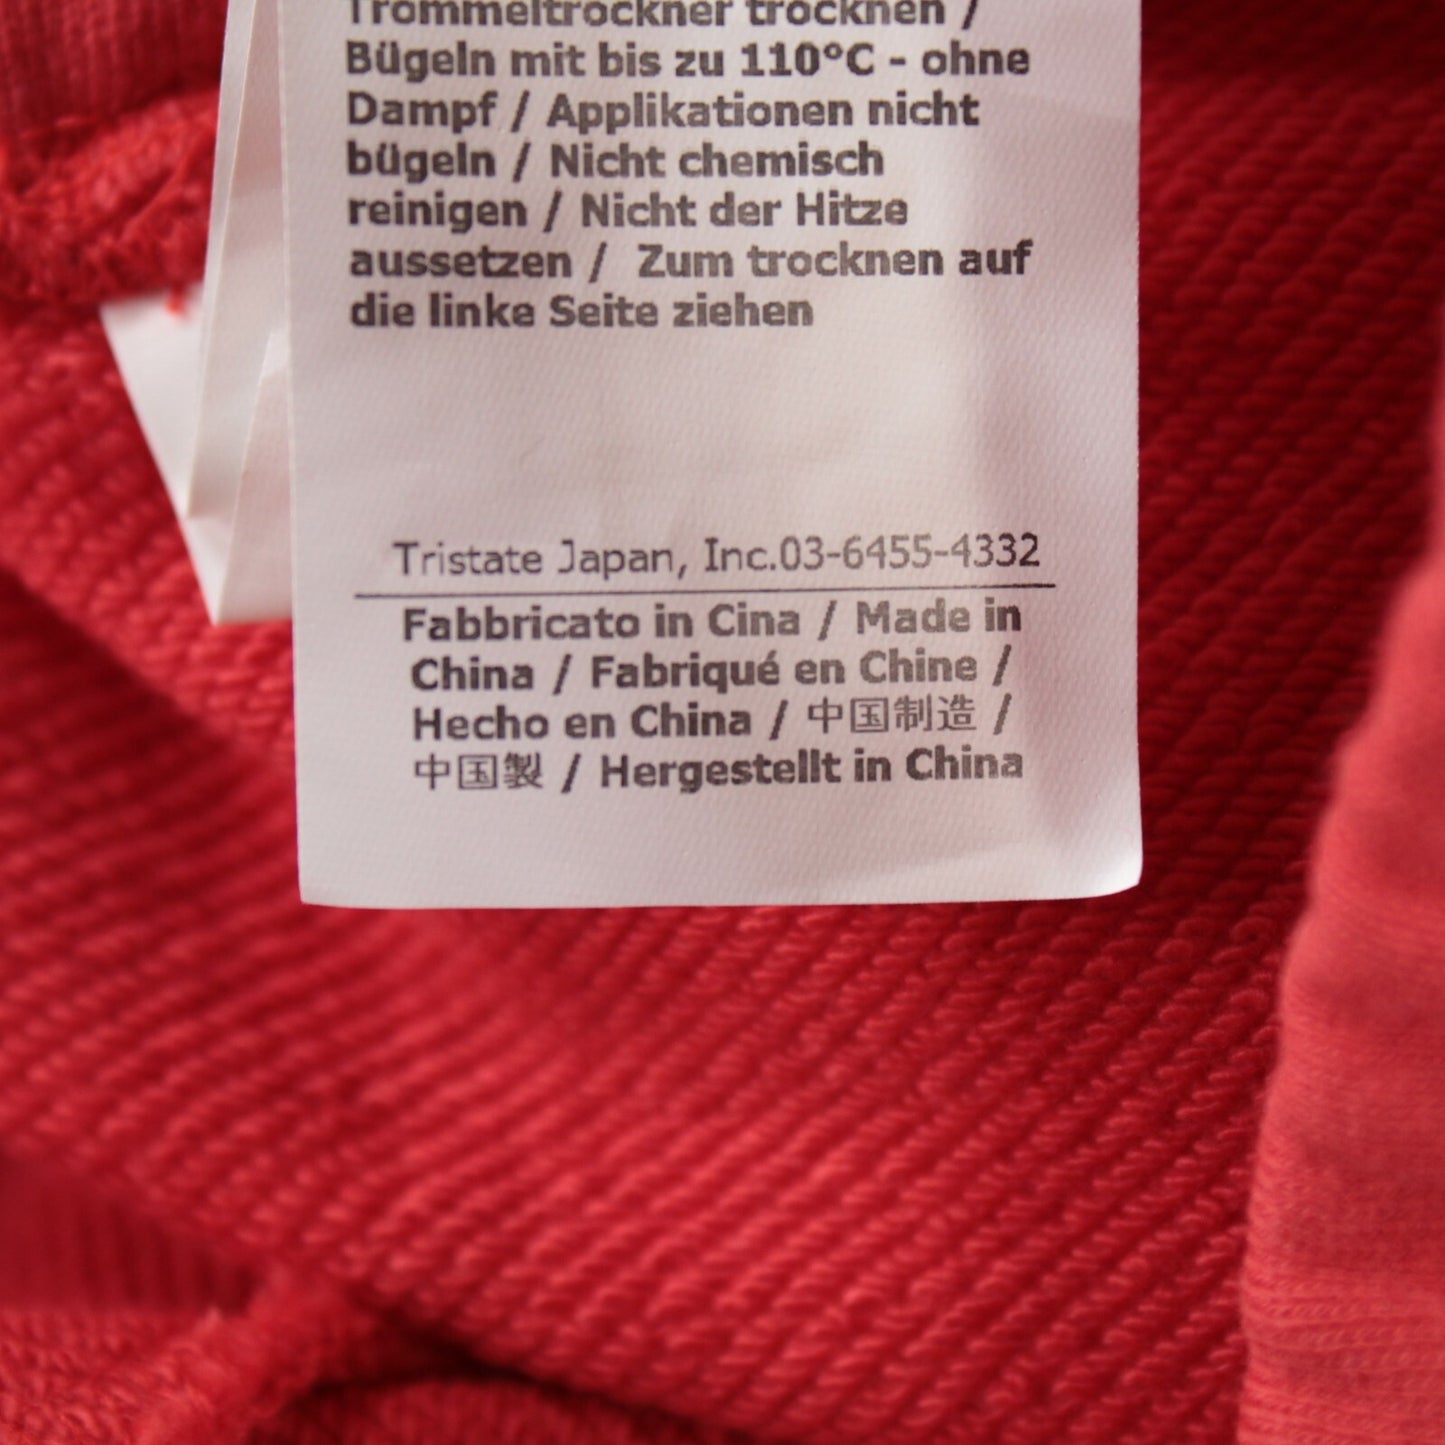 Trommeltrockner trocknen /
Bügeln mit bis zu 110°C - ohne
Dampf / Applikationen nicht
bügeln / Nicht chemisch
reinigen / Nicht der Hitze
aussetzen / Zum trocknen auf
die linke Seite ziehen
Tristate Japan, Inc.03-6455-4332
Fabbricato in Cina / Made in
China / Fabriqué en Chine /
Hecho en China / 中国制造 /
中国製 / Hergestellt in China